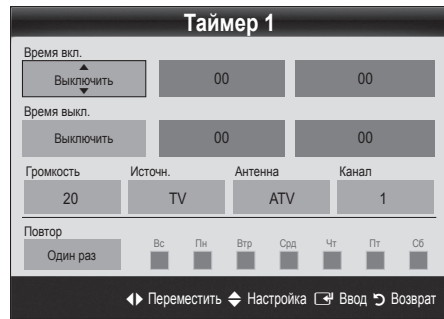 Таймер 1
Время вкл.
Выключить 00 00
Время выкл.
Выключить 00 00
Громкость Источн. Антенна Канал
20 TV ATV 1
Повтор
Один раз Вс Пн Втр Срд Чт Пт Сб
Переместить Настройка Ввод Возврат